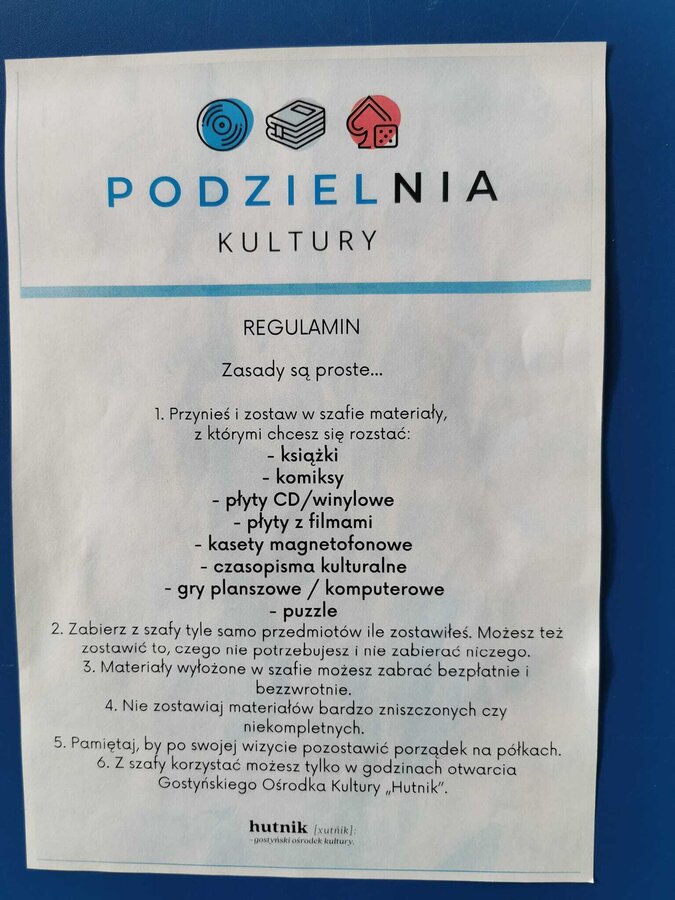 PODZIELNIA
KULTURY
REGULAMIN
Zasady są proste...
1. Przynieś i zostaw w szafie materiały,
z którymi chcesz się rozstać:
- książki
- komiksy
- płyty CD/winylowe
- płyty z filmami
- kasety magnetofonowe
- czasopisma kulturalne
- gry planszowe / komputerowe
- puzzle
2. Zabierz z szafy tyle samo przedmiotów ile zostawiłeś. Możesz też
zostawić to, czego nie potrzebujesz i nie zabierać niczego.
3. Materiały wyłożone w szafie możesz zabrać bezpłatnie i
bezzwrotnie.
4. Nie zostawiaj materiałów bardzo zniszczonych czy
niekompletnych.
5. Pamiętaj, by po swojej wizycie pozostawić porządek na półkach.
6. Z szafy korzystać możesz tylko w godzinach otwarcia
Gostyńskiego Ośrodka Kultury „Hutnik”.
hutnik [xutńik]:
-gostyński ośrodek kultury.